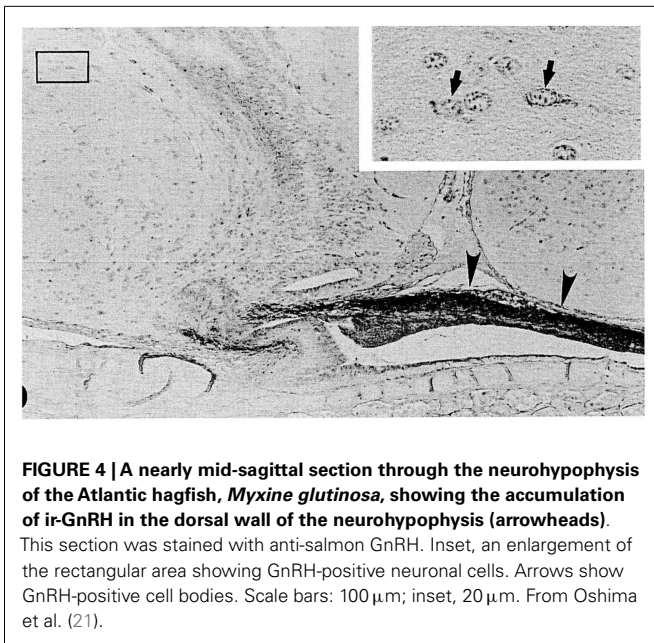 FIGURE 4 | A nearly mid-sagittal section through the neurohypophysis
of the Atlantic hagfish, Myxine glutinosa, showing the accumulation
of ir-GnRH in the dorsal wall of the neurohypophysis (arrowheads).
This section was stained with anti-salmon GnRH. Inset, an enlargement of
the rectangular area showing GnRH-positive neuronal cells. Arrows show
GnRH-positive cell bodies. Scale bars: 100 μm; inset, 20 μm. From Oshima
et al. (21).